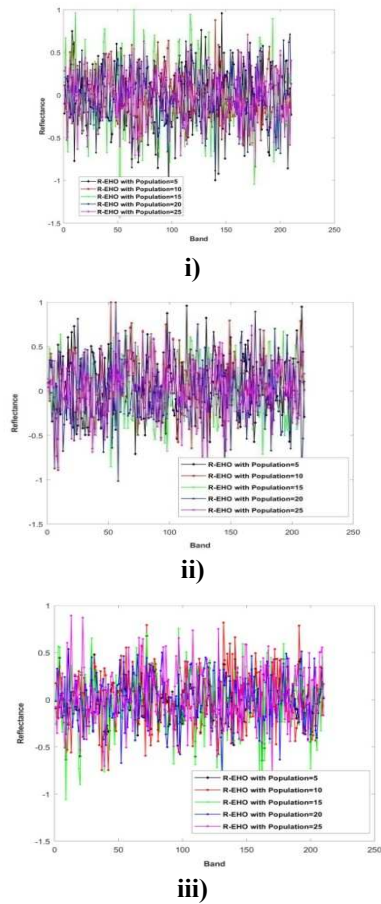 1
0.5
0
-0.5
-1
-1.5
Reflectance
R-EHO with Population=5
R-EHO with Population=10
R-EHO with Population=15
R-EHO with Population=20
R-EHO with Population=25
0 50 100 150 200 250
Band
i)
1
0.5
0
-0.5
-1
-1.5
Reflectance
R-EHO with Population=5
R-EHO with Population=10
R-EHO with Population=15
R-EHO with Population=20
R-EHO with Population=25
0 50 100 150 200 250
Band
ii)
1
0.5
0
-0.5
-1
-1.5
Reflectance
R-EHO with Population=5
R-EHO with Population=10
R-EHO with Population=15
R-EHO with Population=20
R-EHO with Population=25
0 50 100 150 200 250
Band
iii)